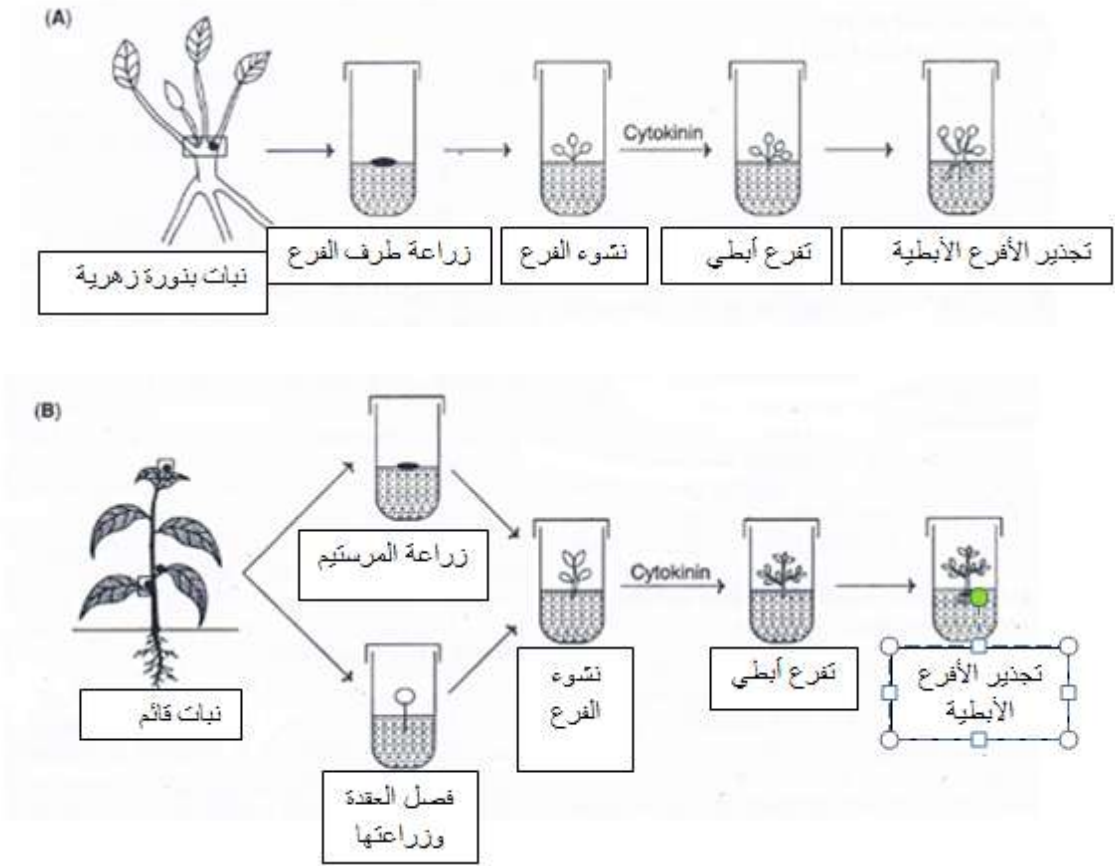 (A)
Cytokinin
نبات بنورة زهرية
زراعة طرف الفرع
نشوء الفرع
تفرع أبطي
تجذير الأفرع الأبطية
(B)
زراعة المرستيم
Cytokinin
نبات قائم
فصل العقدة
وزراعتها
نشوء
الفرع
تفرع أبطي
تجذير الأفرع
الأبطية